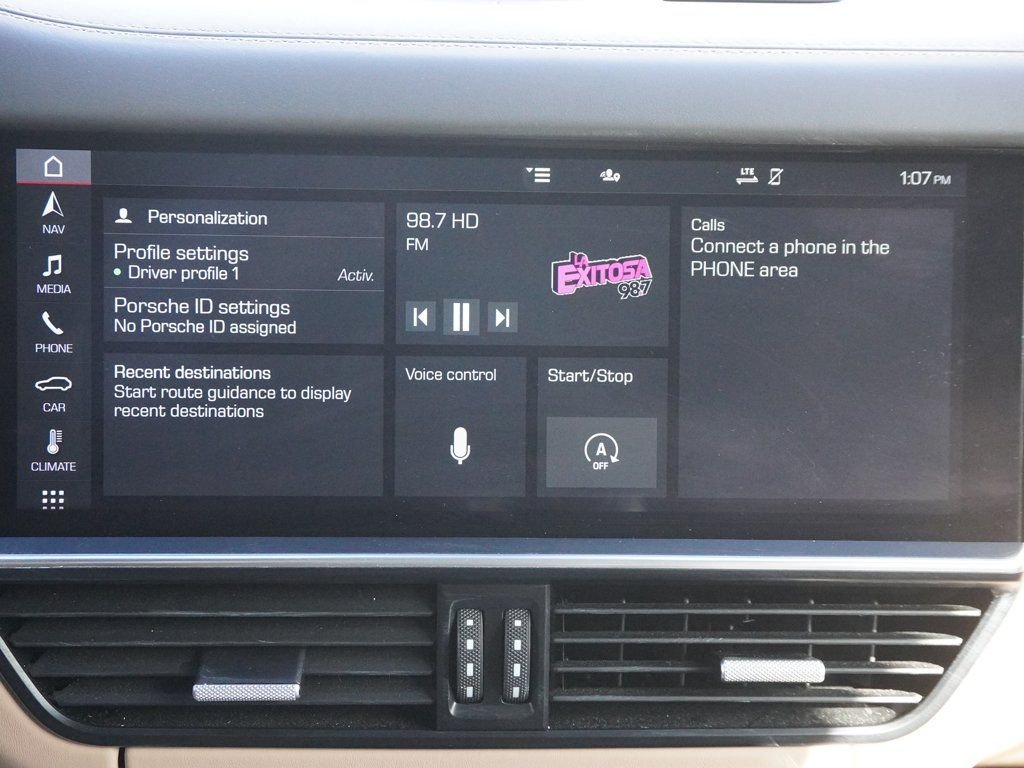 LTE
1:07 PM
NAV
MEDIA
PHONE
CAR
CLIMATE
Personalization
Profile settings
Driver profile 1
Activ.
Porsche ID settings
No Porsche ID assigned
Recent destinations
Start route guidance to display
recent destinations
98.7 HD
FM
LA
EXITOSA
98.7
Voice control
Start/Stop
A
OFF
Calls
Connect a phone in the
PHONE area